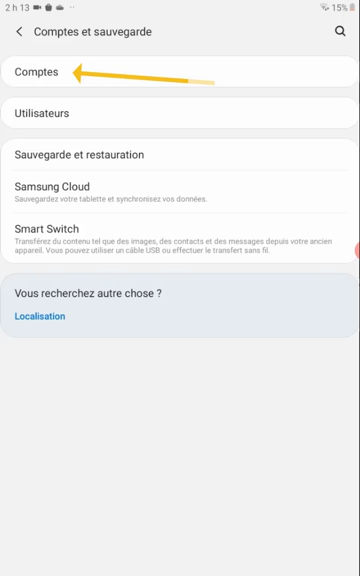 2 h 13
15%
Comptes et sauvegarde
Comptes
Utilisateurs
Sauvegarde et restauration
Samsung Cloud
Sauvegardez votre tablette et synchronisez vos données.
Smart Switch
Transférez du contenu tel que des images, des contacts et des messages depuis votre ancien
appareil. Vous pouvez utiliser un câble USB ou effectuer le transfert sans fil.
Vous recherchez autre chose ?
Localisation